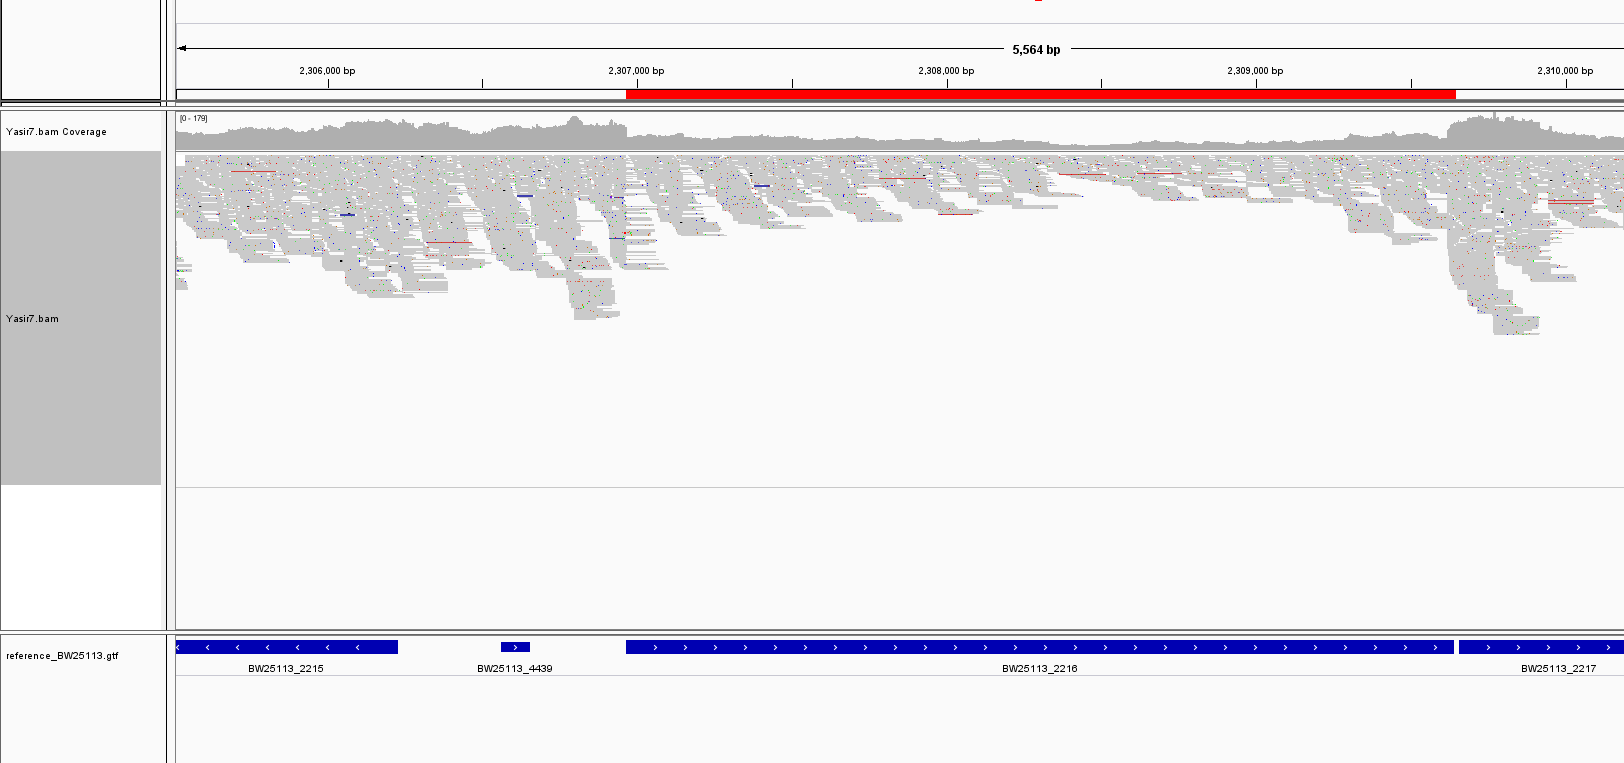 5,564 bp
2,306,000 bp 2,307,000 bp 2,308,000 bp 2,309,000 bp 2,310,000 bp
Yasir7.bam Coverage
[0 - 179]
Yasir7.bam
reference_BW25113.gtf
BW25113_2215 BW25113_4439 BW25113_2216 BW25113_2217